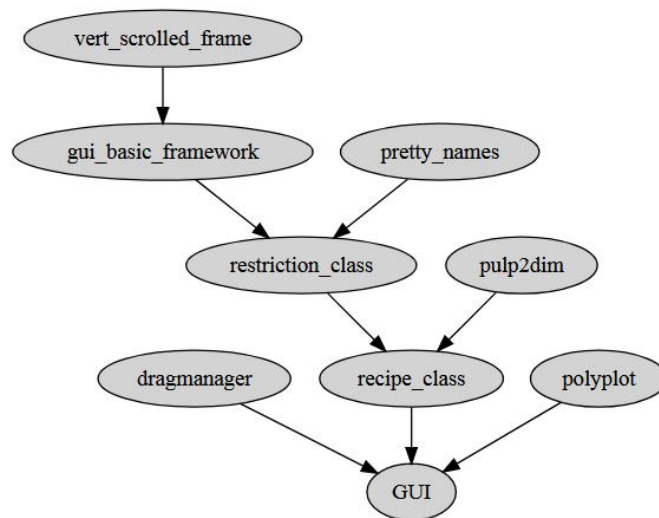 vert_scrolled_frame
gui_basic_framework
pretty_names
restriction_class
pulp2dim
dragmanager
recipe_class
polyplot
GUI